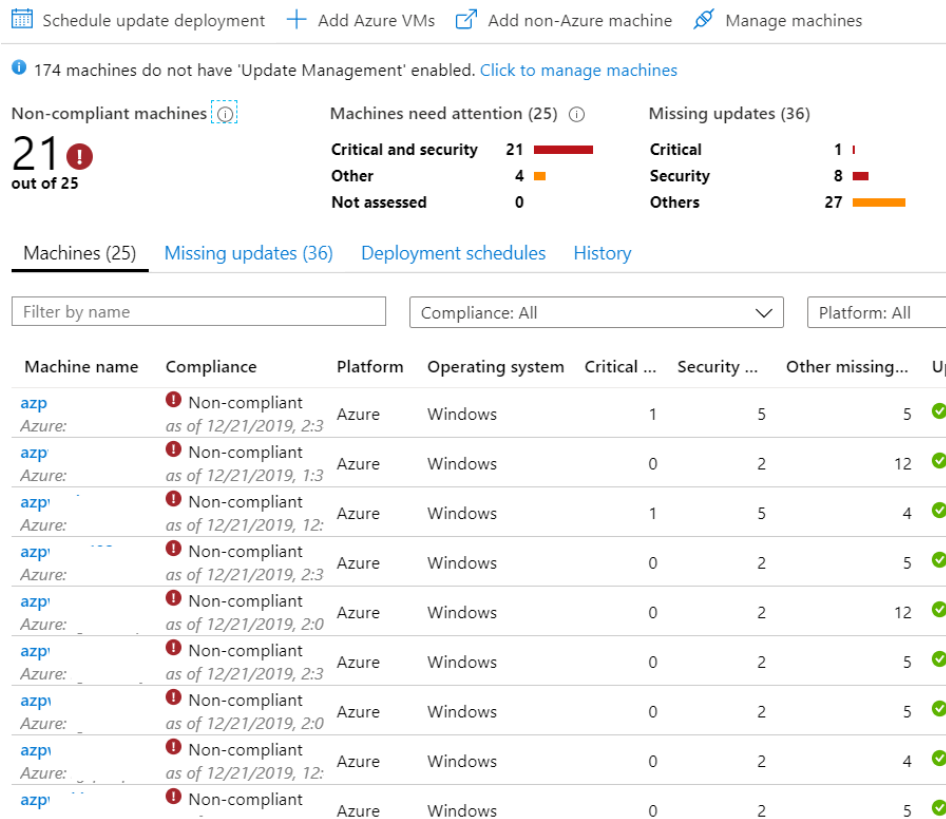 Schedule update deployment Add Azure VMs Add non-Azure machine Manage machines
174 machines do not have 'Update Management' enabled. Click to manage machines
Non-compliant machines Machines need attention (25) Missing updates (36)
21 out of 25
Critical and security 21 Critical 1
Other 4 Security 8
Not assessed 0 Others 27
Machines (25) Missing updates (36) Deployment schedules History
Filter by name Compliance: All Platform: All
Machine name Compliance Platform Operating system Critical ... Security ... Other missing... Up
azp Non-compliant Azure Windows 1 5 5
Azure: as of 12/21/2019, 2:3
azp Non-compliant Azure Windows 0 2 12
Azure: as of 12/21/2019, 1:3
azp Non-compliant Azure Windows 1 5 4
Azure: as of 12/21/2019, 12:
azp Non-compliant Azure Windows 0 2 5
Azure: as of 12/21/2019, 2:3
azp Non-compliant Azure Windows 0 2 12
Azure: as of 12/21/2019, 2:0
azp Non-compliant Azure Windows 0 2 5
Azure: as of 12/21/2019, 2:3
azp Non-compliant Azure Windows 0 2 5
Azure: as of 12/21/2019, 2:0
azp Non-compliant Azure Windows 0 2 4
Azure: as of 12/21/2019, 12:
azp Non-compliant Azure Windows 0 2 5